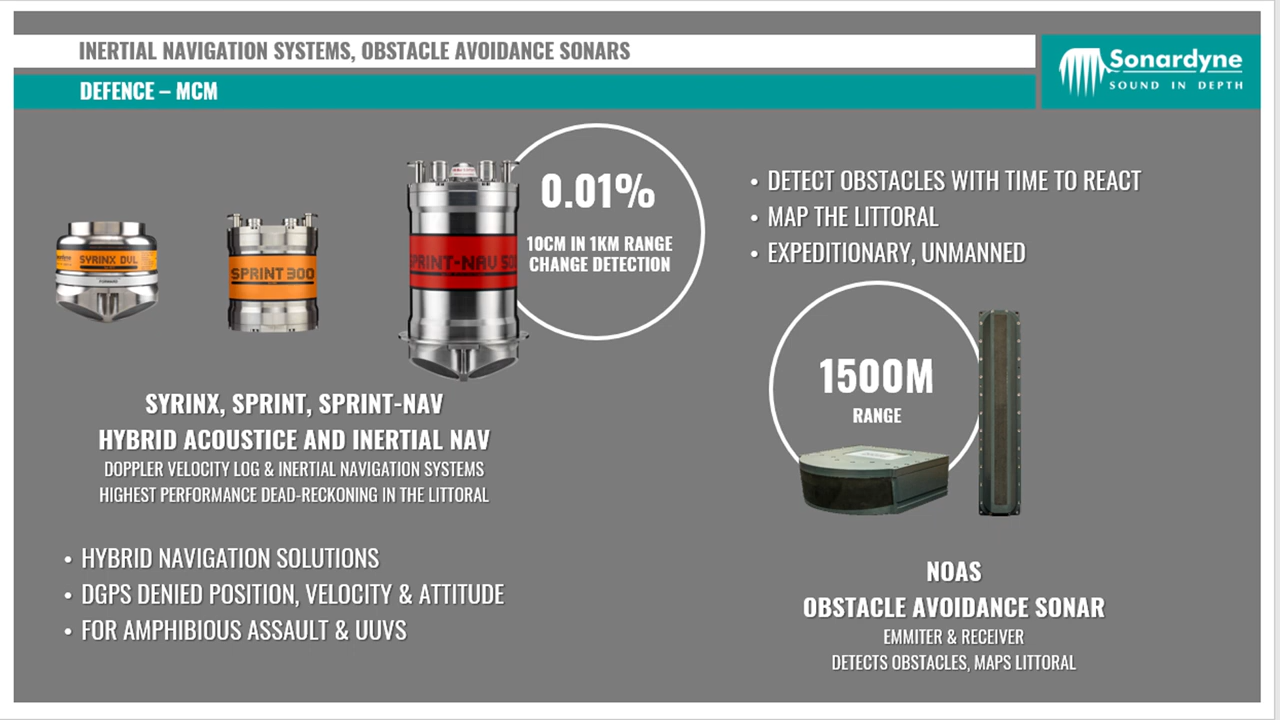 INERTIAL NAVIGATION SYSTEMS, OBSTACLE AVOIDANCE SONARS
DEFENCE – MCM
Sonardyne
SOUND IN DEPTH
0.01%
10CM IN 1KM RANGE
CHANGE DETECTION
SYRINX DVL
FORWARD
SPRINT 300
SPRINT-NAV 500
SYRINX, SPRINT, SPRINT-NAV
HYBRID ACOUSTICE AND INERTIAL NAV
DOPPLER VELOCITY LOG & INERTIAL NAVIGATION SYSTEMS
HIGHEST PERFORMANCE DEAD-RECKONING IN THE LITTORAL
• HYBRID NAVIGATION SOLUTIONS
• DGPS DENIED POSITION, VELOCITY & ATTITUDE
• FOR AMPHIBIOUS ASSAULT & UUVS
• DETECT OBSTACLES WITH TIME TO REACT
• MAP THE LITTORAL
• EXPEDITIONARY, UNMANNED
1500M
RANGE
NOAS
OBSTACLE AVOIDANCE SONAR
EMMITER & RECEIVER
DETECTS OBSTACLES, MAPS LITTORAL